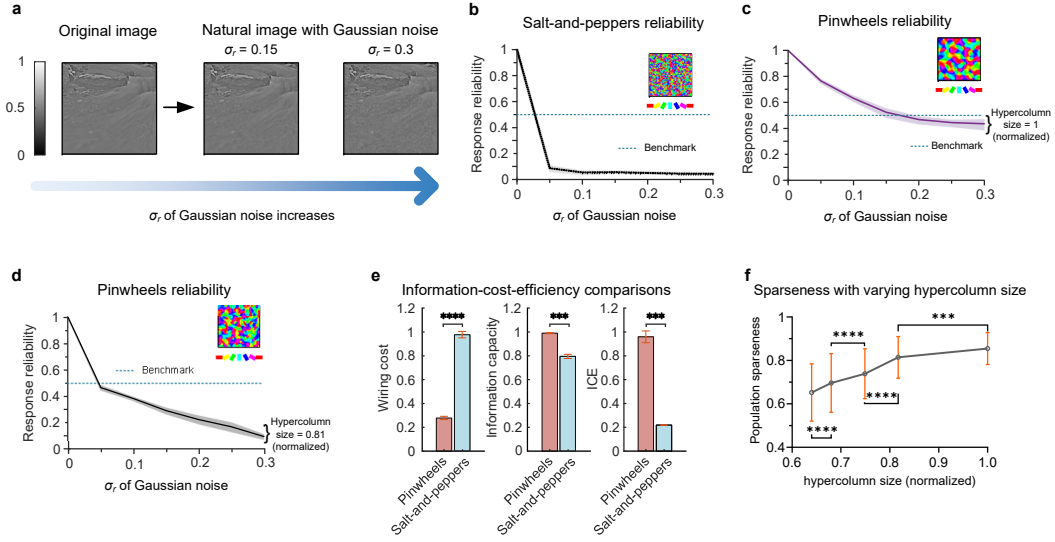 a
Original image
Natural image with Gaussian noise
σr = 0.15
σr = 0.3
1
0.5
0
σr of Gaussian noise increases
b
Salt-and-peppers reliability
Response reliability
1
0.8
0.6
0.4
0.2
0
Benchmark
0
0.1
0.2
0.3
σr of Gaussian noise
c
Pinwheels reliability
Response reliability
1.0
0.8
0.6
0.4
0.2
0
Hypercolumn
size = 1
(normalized)
Benchmark
0
0.1
0.2
0.3
σr of Gaussian noise
d
Pinwheels reliability
Response reliability
1
0.8
0.6
0.4
0.2
0
Benchmark
Hypercolumn
size = 0.81
(normalized)
0
0.1
0.2
0.3
σr of Gaussian noise
e
Information-cost-efficiency comparisons
Wiring cost
1.2
1
0.8
0.6
0.4
0.2
0
****
Pinwheels
Salt-and-peppers
Information capacity
1.2
1
0.8
0.6
0.4
0.2
0
***
Pinwheels
Salt-and-peppers
ICE
1.2
1
0.8
0.6
0.4
0.2
0
***
Pinwheels
Salt-and-peppers
f
Sparseness with varying hypercolumn size
Population sparseness
1.0
0.8
0.6
0.4
***
****
****
****
0.6
0.7
0.8
0.9
1.0
hypercolumn size (normalized)